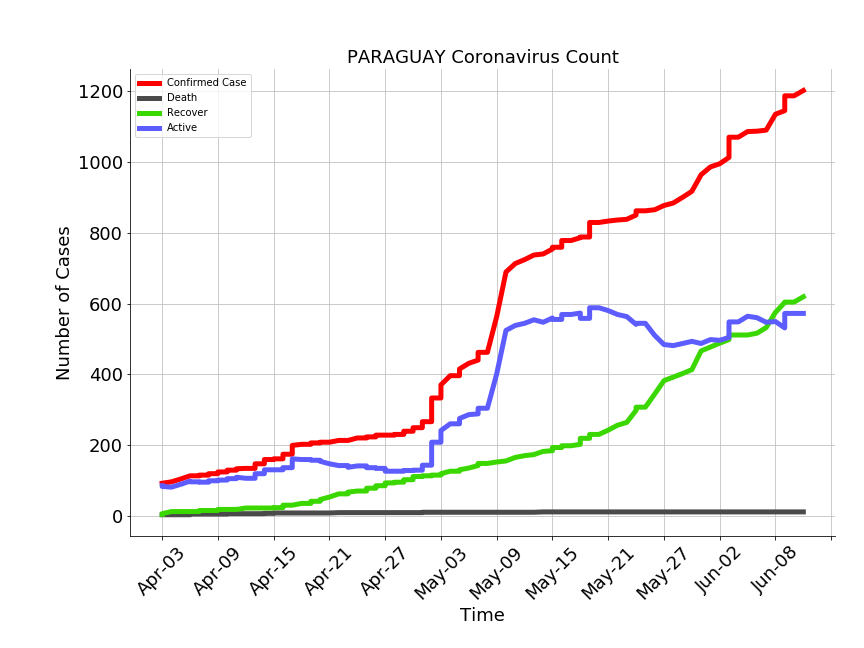 PARAGUAY Coronavirus Count
Confirmed Case
Death
Recover
Active
1200
1000
800
600
400
200
0
Number of Cases
Apr-03
Apr-09
Apr-15
Apr-21
Apr-27
May-03
May-09
May-15
May-21
May-27
Jun-02
Jun-08
Time